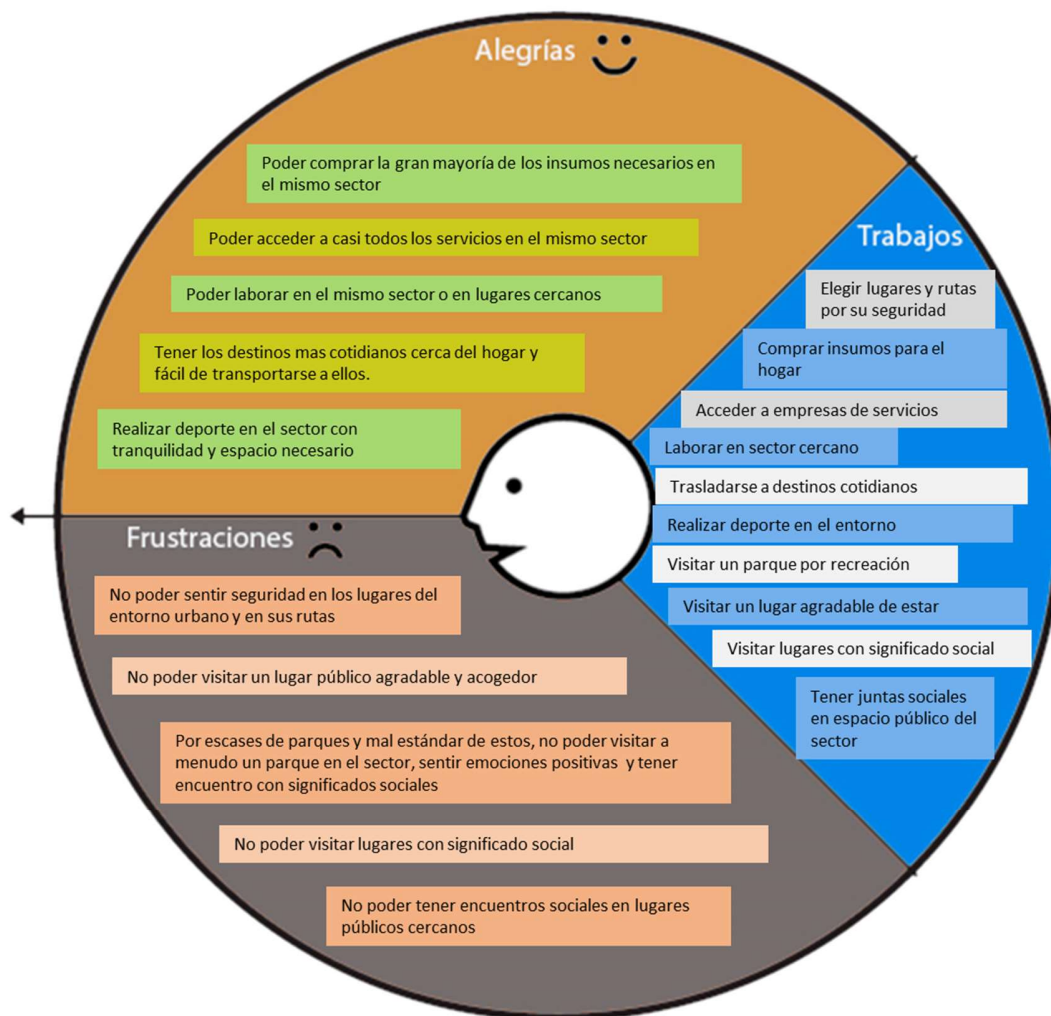 Alegrías
Poder comprar la gran mayoría de los insumos necesarios en
el mismo sector
Poder acceder a casi todos los servicios en el mismo sector
Poder laborar en el mismo sector o en lugares cercanos
Tener los destinos mas cotidianos cerca del hogar y
fácil de transportarse a ellos.
Realizar deporte en el sector con
tranquilidad y espacio necesario
Trabajos
Elegir lugares y rutas
por su seguridad
Comprar insumos para el
hogar
Acceder a empresas de servicios
Laborar en sector cercano
Trasladarse a destinos cotidianos
Realizar deporte en el entorno
Visitar un parque por recreación
Visitar un lugar agradable de estar
Visitar lugares con significado social
Tener juntas sociales
en espacio público del
sector
Frustraciones
No poder sentir seguridad en los lugares del
entorno urbano y en sus rutas
No poder visitar un lugar público agradable y acogedor
Por escases de parques y mal estándar de estos, no poder visitar a
menudo un parque en el sector, sentir emociones positivas y tener
encuentro con significados sociales
No poder visitar lugares con significado social
No poder tener encuentros sociales en lugares
públicos cercanos